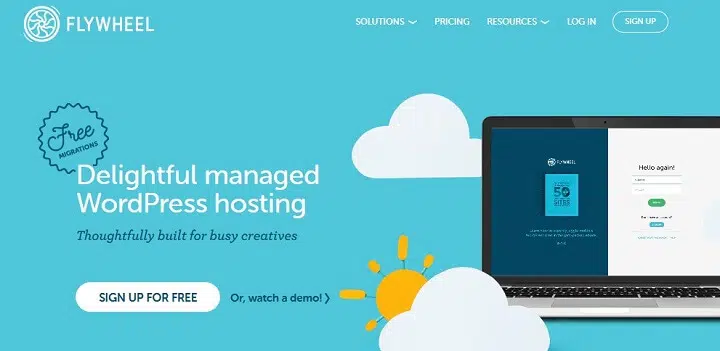 FLYWHEEL
SOLUTIONS
PRICING
RESOURCES
LOG IN
SIGN UP
Free
MIGRATIONS
Delightful managed
WordPress hosting
Thoughtfully built for busy creatives
SIGN UP FOR FREE
Or, watch a demo!
FLYWHEEL
50
SITES
Hello again!